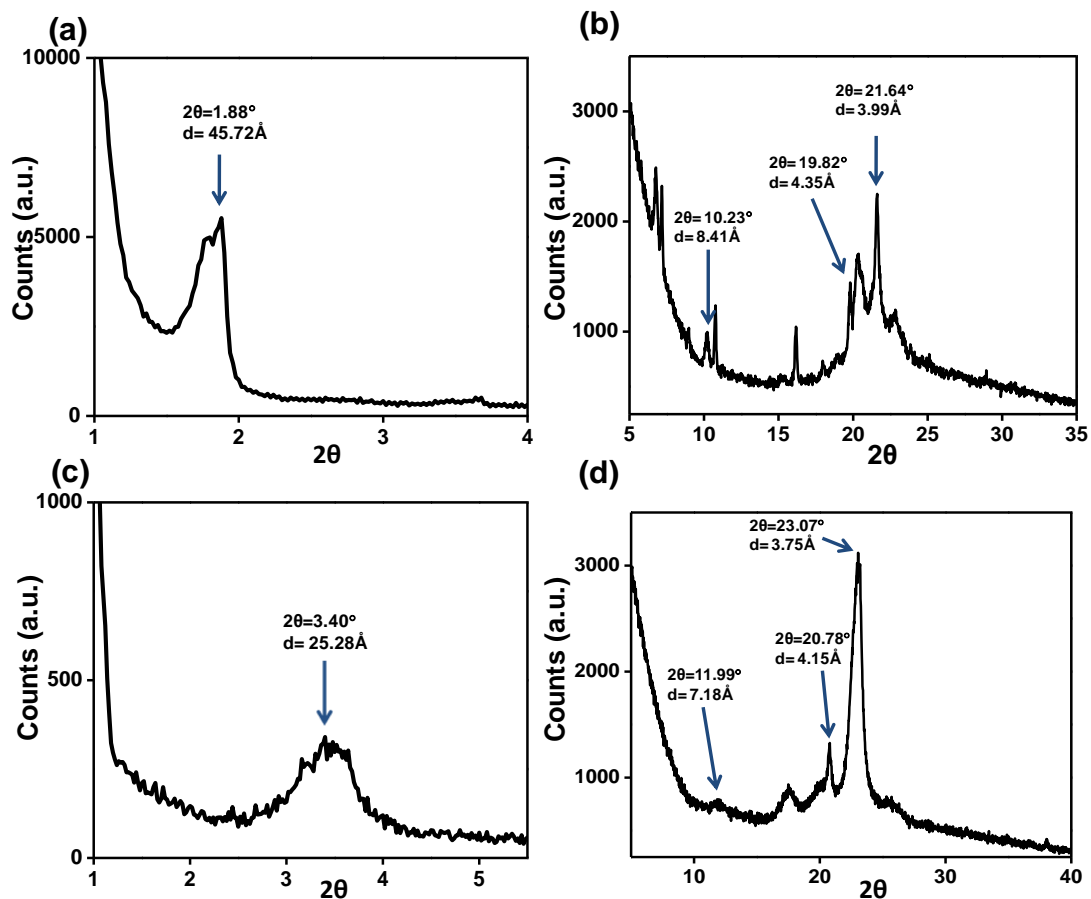 (a)
10000
5000
0
Counts (a.u.)
2θ=1.88°
d= 45.72Å
1 2 3 4
2θ
(b)
3000
2000
1000
Counts (a.u.)
2θ= 10.23°
d= 8.41Å
2θ= 19.82°
d= 4.35Å
2θ= 21.64°
d= 3.99Å
5 10 15 20 25 30 35
2θ
(c)
1000
500
0
Counts (a.u.)
2θ=3.40°
d= 25.28Å
1 2 3 4 5
2θ
(d)
3000
2000
1000
Counts (a.u.)
2θ=11.99°
d= 7.18Å
2θ=20.78°
d= 4.15Å
2θ=23.07°
d= 3.75Å
10 20 30 40
2θ